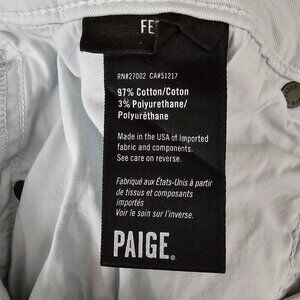 FE
RN#27002 CA#51217
97% Cotton/Coton
3% Polyurethane/
Polyuréthane
Made in the USA of imported
fabric and components.
See care on reverse.
Fabriqué aux États-Unis à partir
de tissus et composants
importés
Voir le soin sur l'inverse.
PAIGE®